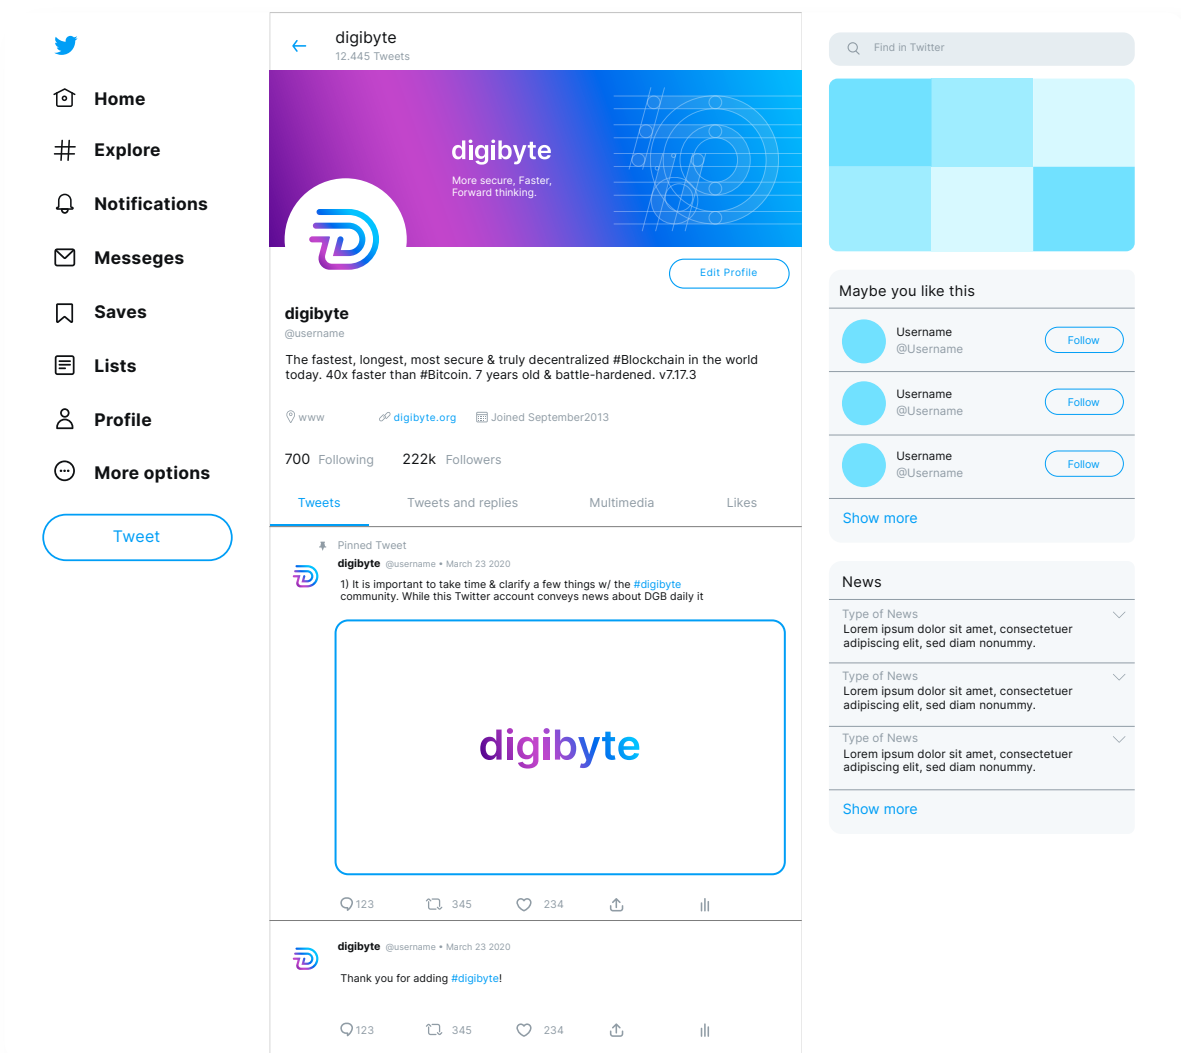 Home
Explore
Notifications
Messeges
Saves
Lists
Profile
More options
Tweet
digibyte
12.445 Tweets
digibyte
More secure, Faster,
Forward thinking.
Edit Profile
digibyte
@username
The fastest, longest, most secure & truly decentralized #Blockchain in the world
today. 40x faster than #Bitcoin. 7 years old & battle-hardened. v7.17.3
www digibyte.org Joined September2013
700 Following 222k Followers
Tweets Tweets and replies Multimedia Likes
Pinned Tweet
digibyte @username • March 23 2020
1) It is important to take time & clarify a few things w/ the #digibyte
community. While this Twitter account conveys news about DGB daily it
digibyte
123 345 234
digibyte @username • March 23 2020
Thank you for adding #digibyte!
123 345 234
Find in Twitter
Maybe you like this
Username
@Username
Follow
Username
@Username
Follow
Username
@Username
Follow
Show more
News
Type of News
Lorem ipsum dolor sit amet, consectetuer
adipiscing elit, sed diam nonummy.
Type of News
Lorem ipsum dolor sit amet, consectetuer
adipiscing elit, sed diam nonummy.
Type of News
Lorem ipsum dolor sit amet, consectetuer
adipiscing elit, sed diam nonummy.
Show more